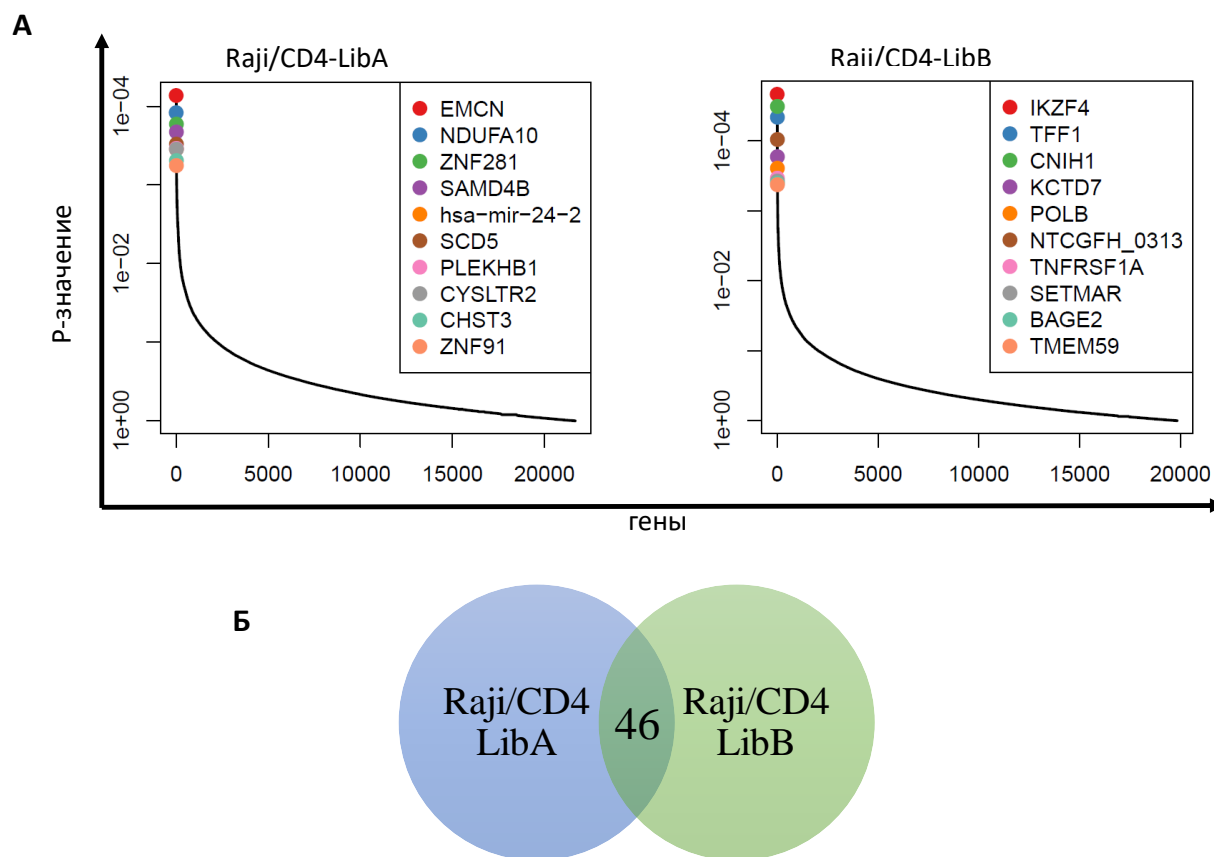 А
Raji/CD4-LibA
Raji/CD4-LibB
P-значение
1e−04
1e−02
1e+00
EMCN
NDUFA10
ZNF281
SAMD4B
hsa−mir−24−2
SCD5
PLEKHB1
CYSLTR2
CHST3
ZNF91
0 5000 10000 15000 20000
1e−04
1e−02
1e+00
IKZF4
TFF1
CNIH1
KCTD7
POLB
NTCGFH_0313
TNFRSF1A
SETMAR
BAGE2
TMEM59
0 5000 10000 15000 20000
гены
Б
Raji/CD4
LibA
46
Raji/CD4
LibB